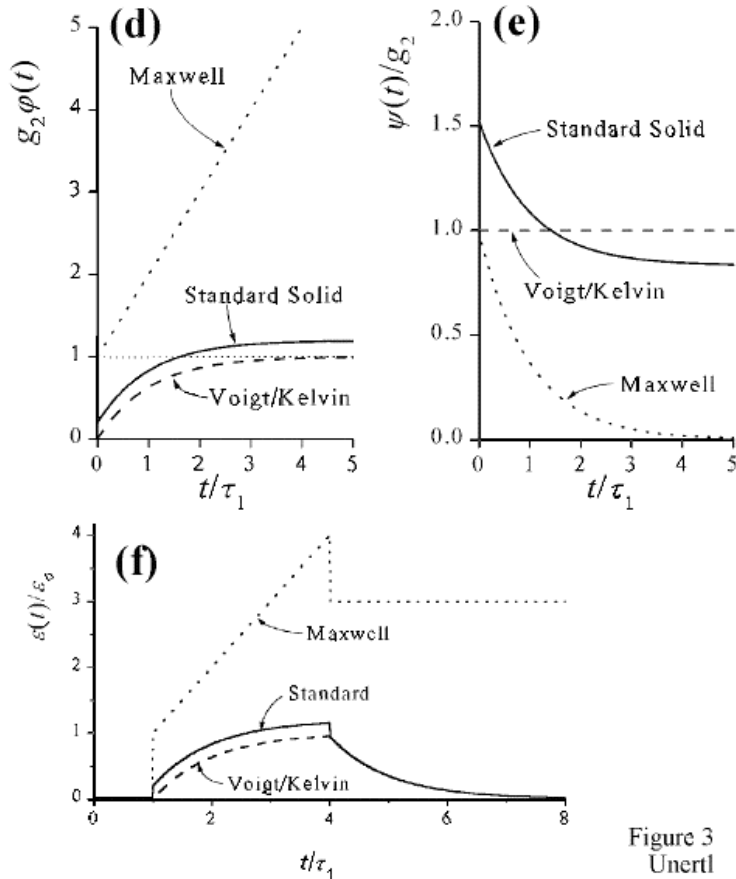 (d)
g₂φ(t)
5
4
3
2
1
0
Maxwell
Standard Solid
Voigt/Kelvin
0 1 2 3 4 5
t/τ₁
(e)
ψ(t)/g₂
2.0
1.5
1.0
0.5
0.0
Standard Solid
Voigt/Kelvin
Maxwell
0 1 2 3 4 5
t/τ₁
(f)
ε(t)/ε₀
4
3
2
1
0
Maxwell
Standard
Voigt/Kelvin
0 2 4 6 8
t/τ₁
Figure 3
Unertl